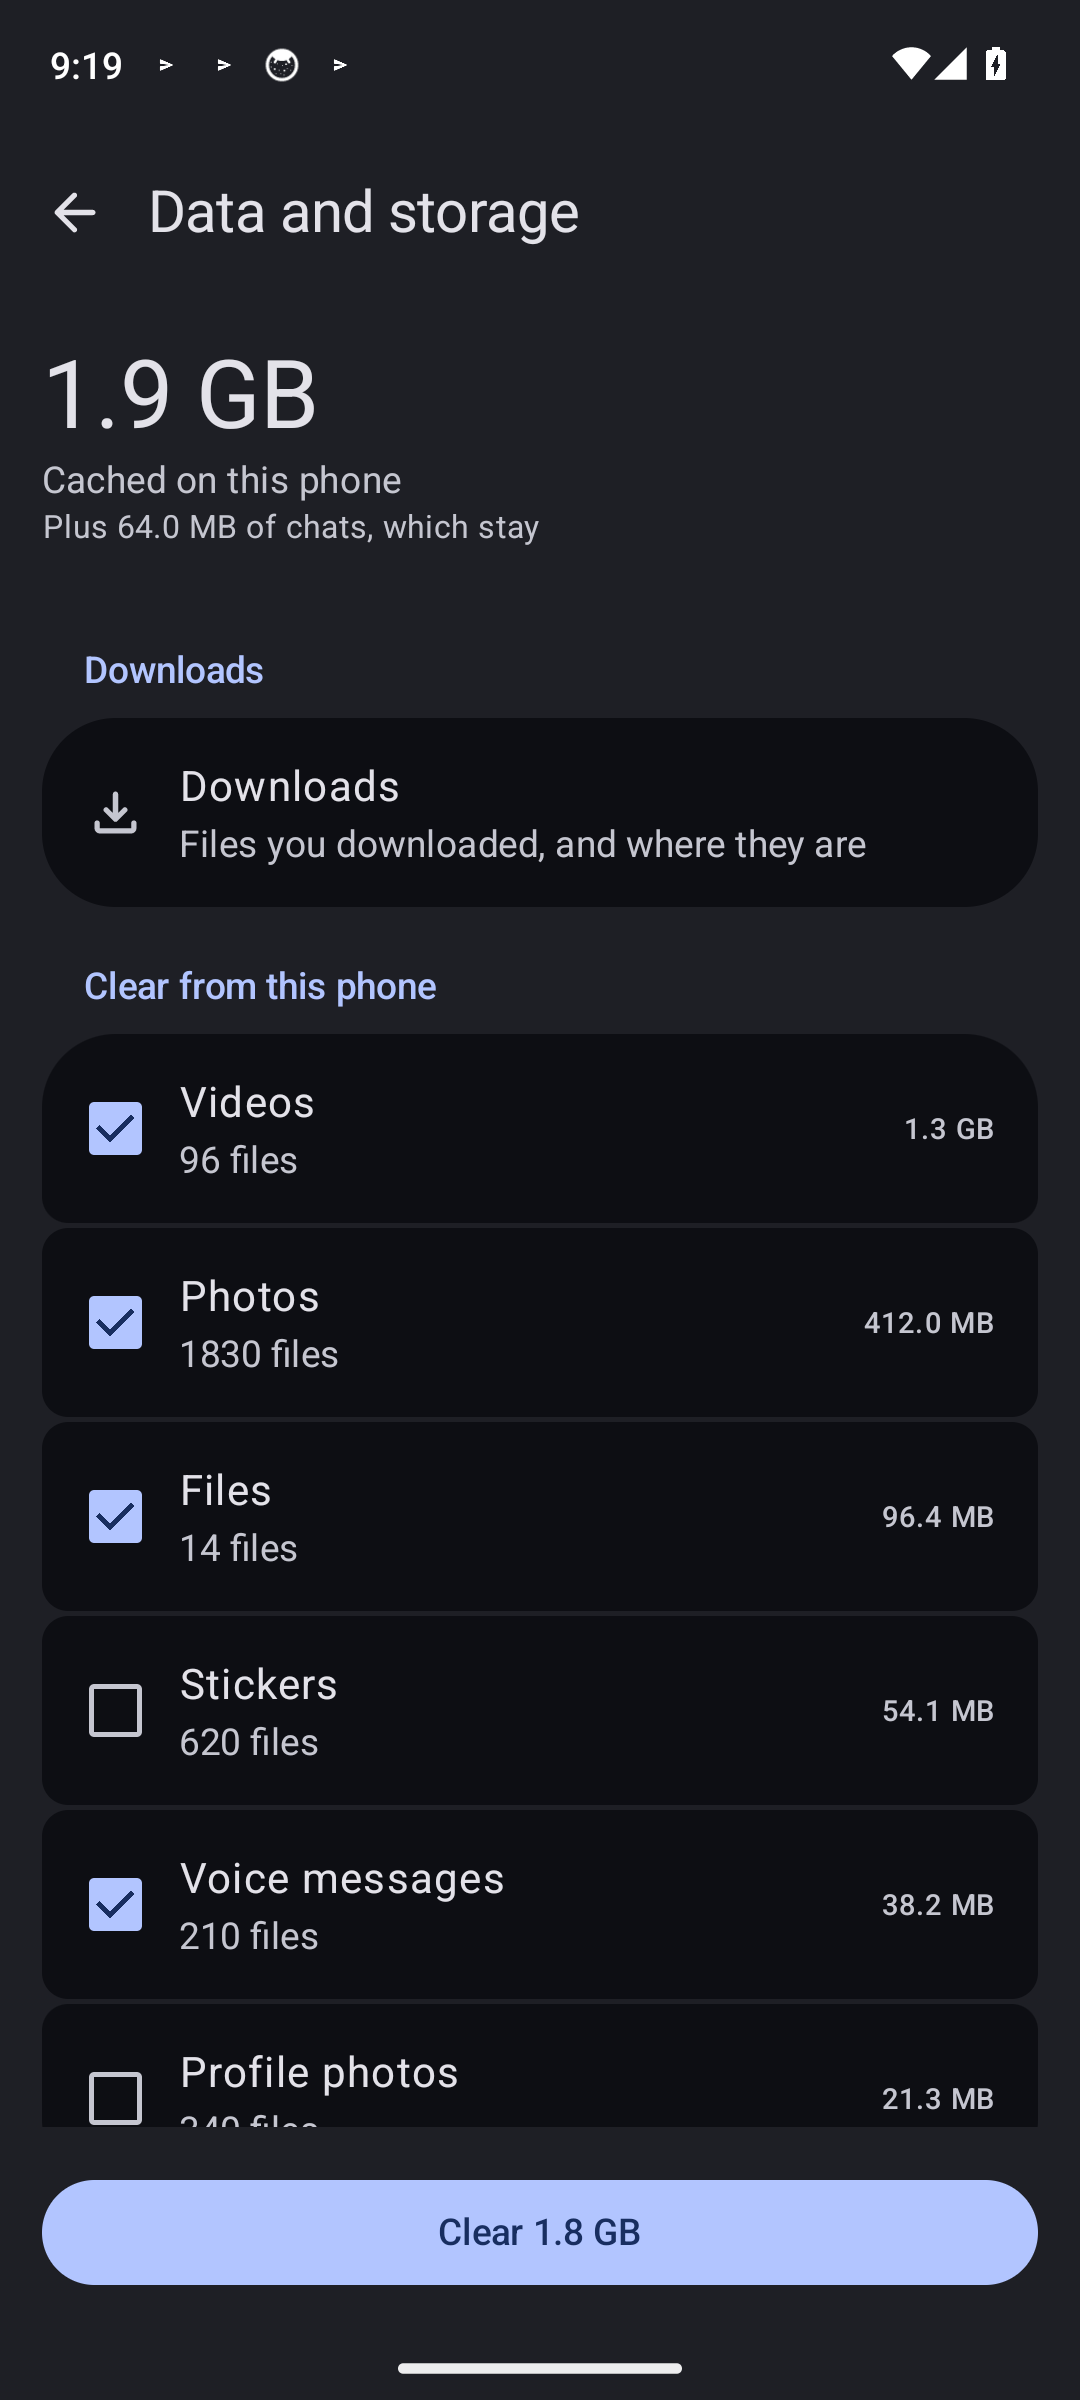 9:19
Data and storage
1.9 GB
Cached on this phone
Plus 64.0 MB of chats, which stay
Downloads
Downloads
Files you downloaded, and where they are
Clear from this phone
Videos
96 files
1.3 GB
Photos
1830 files
412.0 MB
Files
14 files
96.4 MB
Stickers
620 files
54.1 MB
Voice messages
210 files
38.2 MB
Profile photos
21.3 MB
Clear 1.8 GB